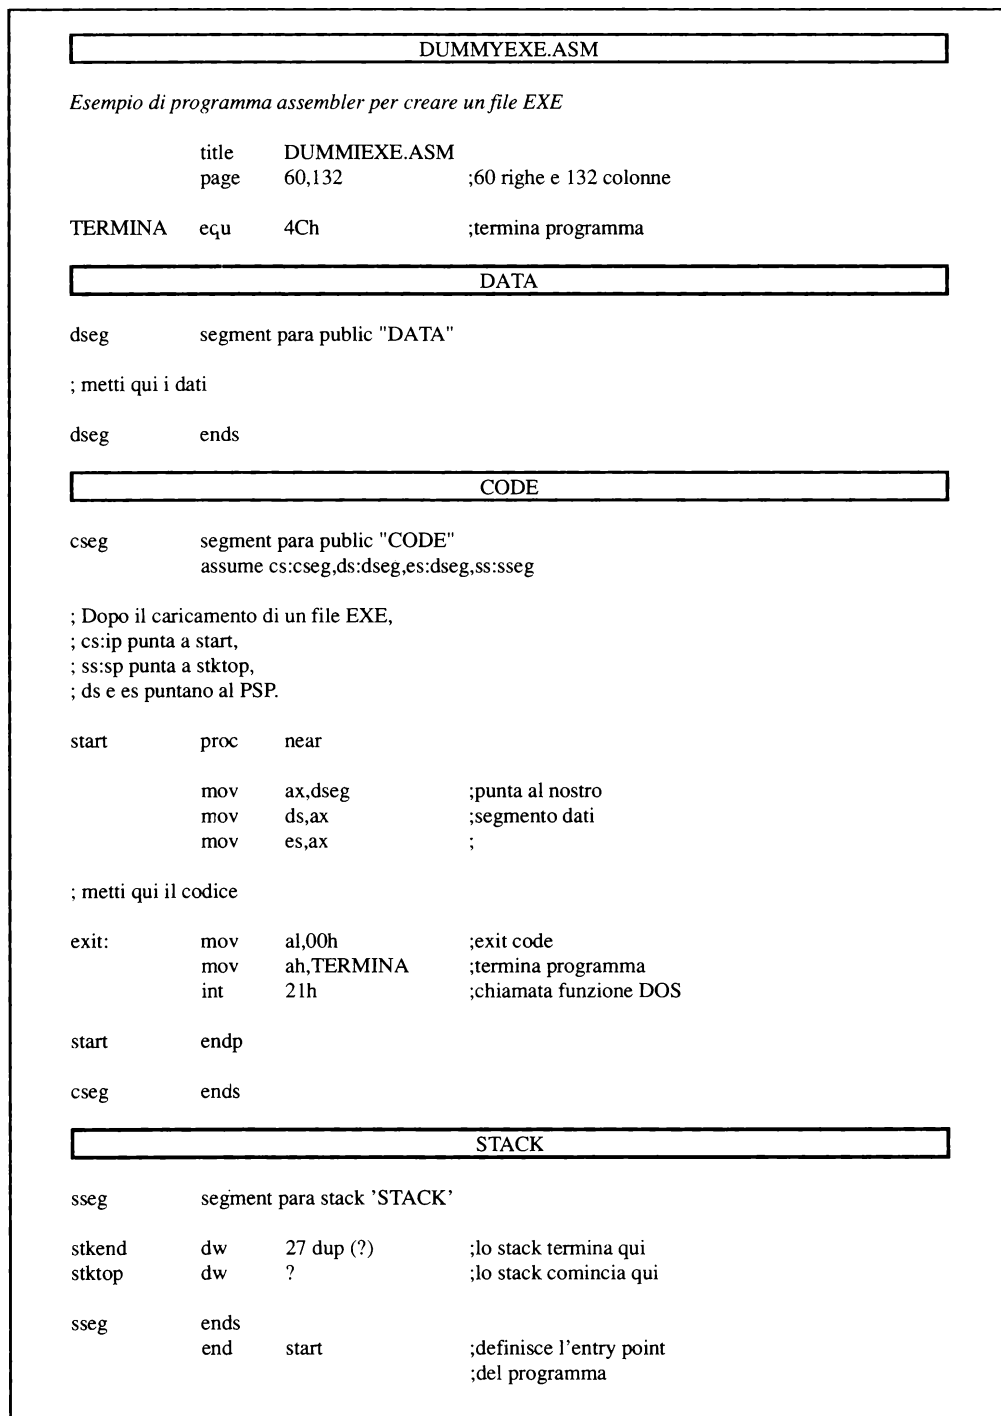 DUMMYEXE.ASM
Esempio di programma assembler per creare un file EXE
title DUMMIEXE.ASM
page 60,132 ;60 righe e 132 colonne
TERMINA equ 4Ch ;termina programma
DATA
dseg segment para public "DATA"
; metti qui i dati
dseg ends
CODE
cseg segment para public "CODE"
assume cs:cseg,ds:dseg,es:dseg,ss:sseg
; Dopo il caricamento di un file EXE,
; cs:ip punta a start,
; ss:sp punta a stktop,
; ds e es puntano al PSP.
start proc near
mov ax,dseg ;punta al nostro
mov ds,ax ;segmento dati
mov es,ax ;
; metti qui il codice
exit: mov al,00h ;exit code
mov ah,TERMINA ;termina programma
int 21h ;chiamata funzione DOS
start endp
cseg ends
STACK
sseg segment para stack 'STACK'
stkend dw 27 dup (?) ;lo stack termina qui
stktop dw ? ;lo stack comincia qui
sseg ends
end start ;definisce l'entry point
;del programma